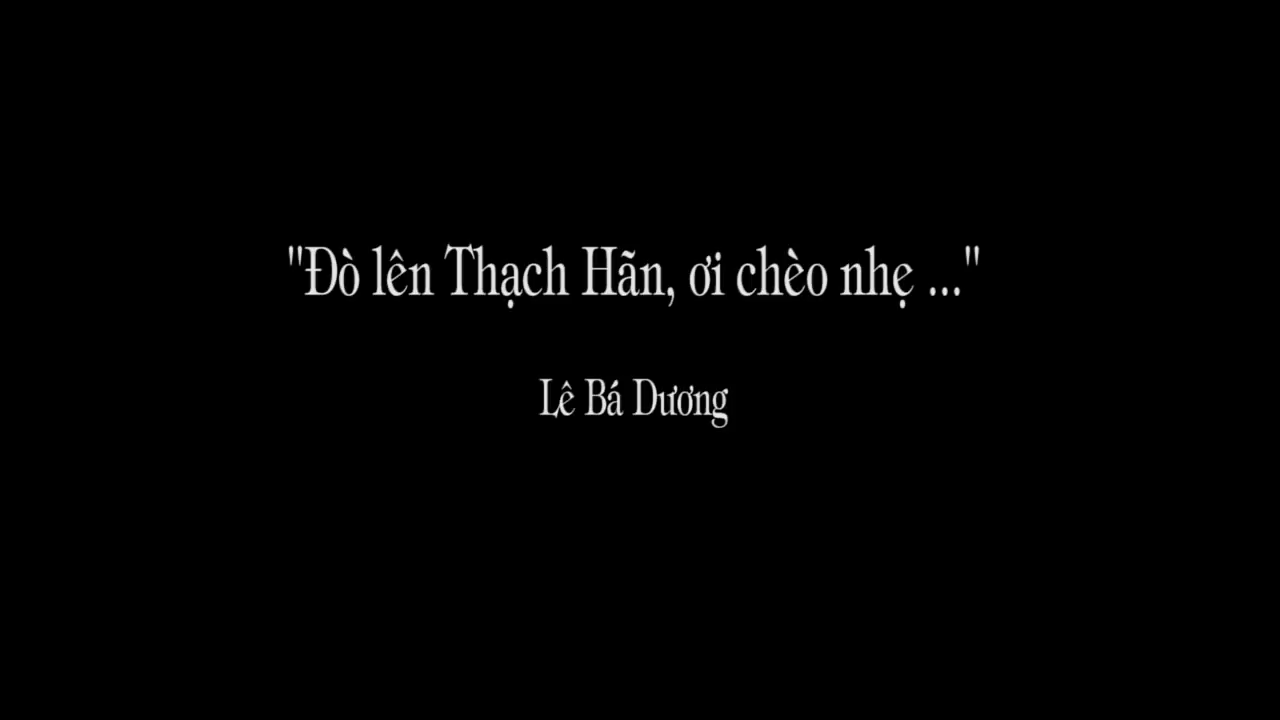 "Đò lên Thạch Hãn, ơi chèo nhẹ ..."
Lê Bá Dương